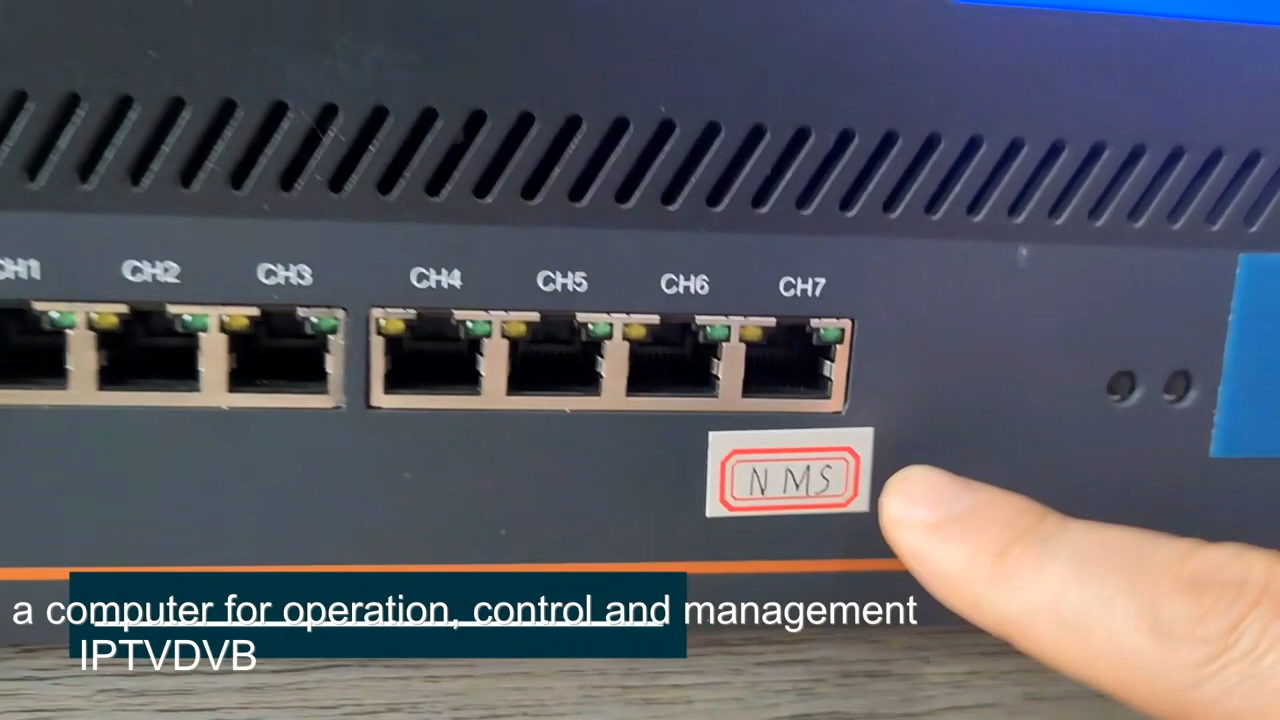 CH1 CH2 CH3 CH4 CH5 CH6 CH7
NMS
a computer for operation, control and management
IPTVDVB